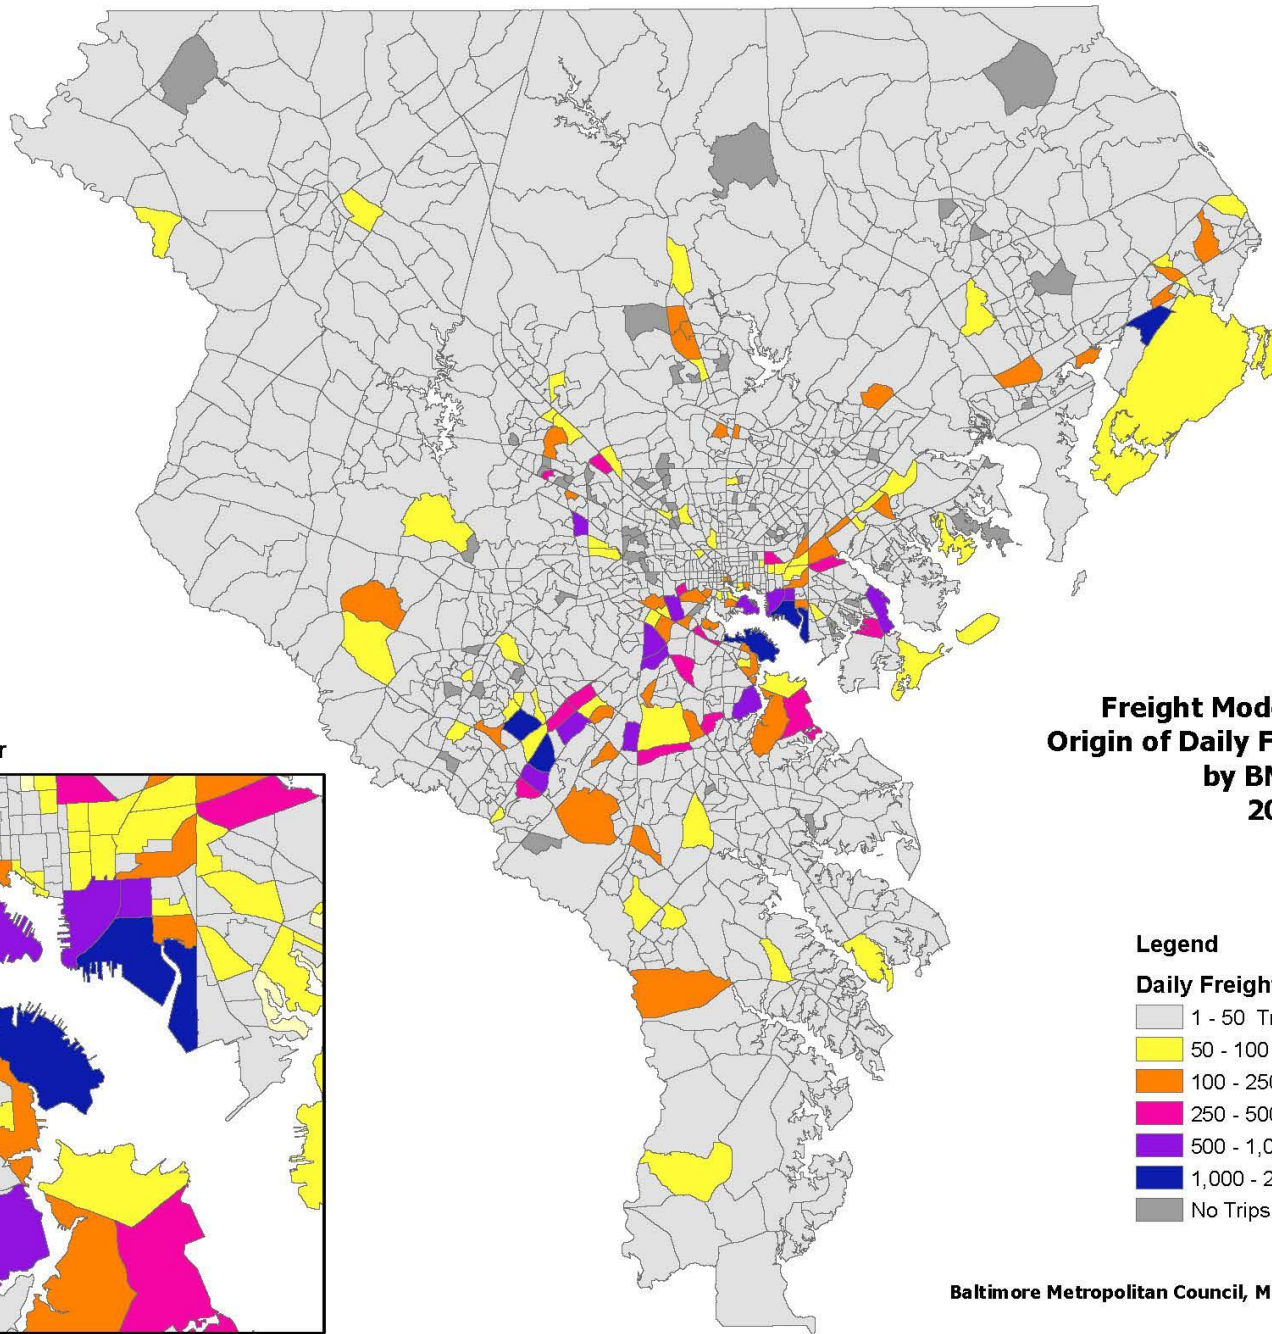 Freight Mod
Origin of Daily F
by BM
20
r
Legend
Daily Freight
1 - 50 Tr
50 - 100
100 - 250
250 - 500
500 - 1,0
1,000 - 2
No Trips
Baltimore Metropolitan Council, M